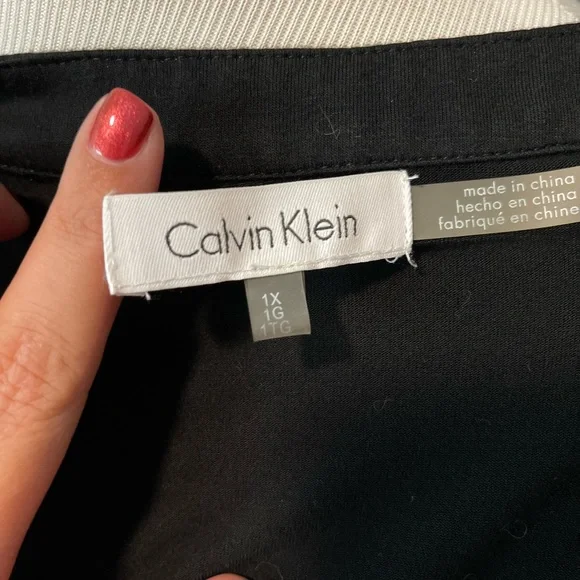 Calvin Klein
1X
1G
1TG
made in china
hecho en china
fabriqué en chine